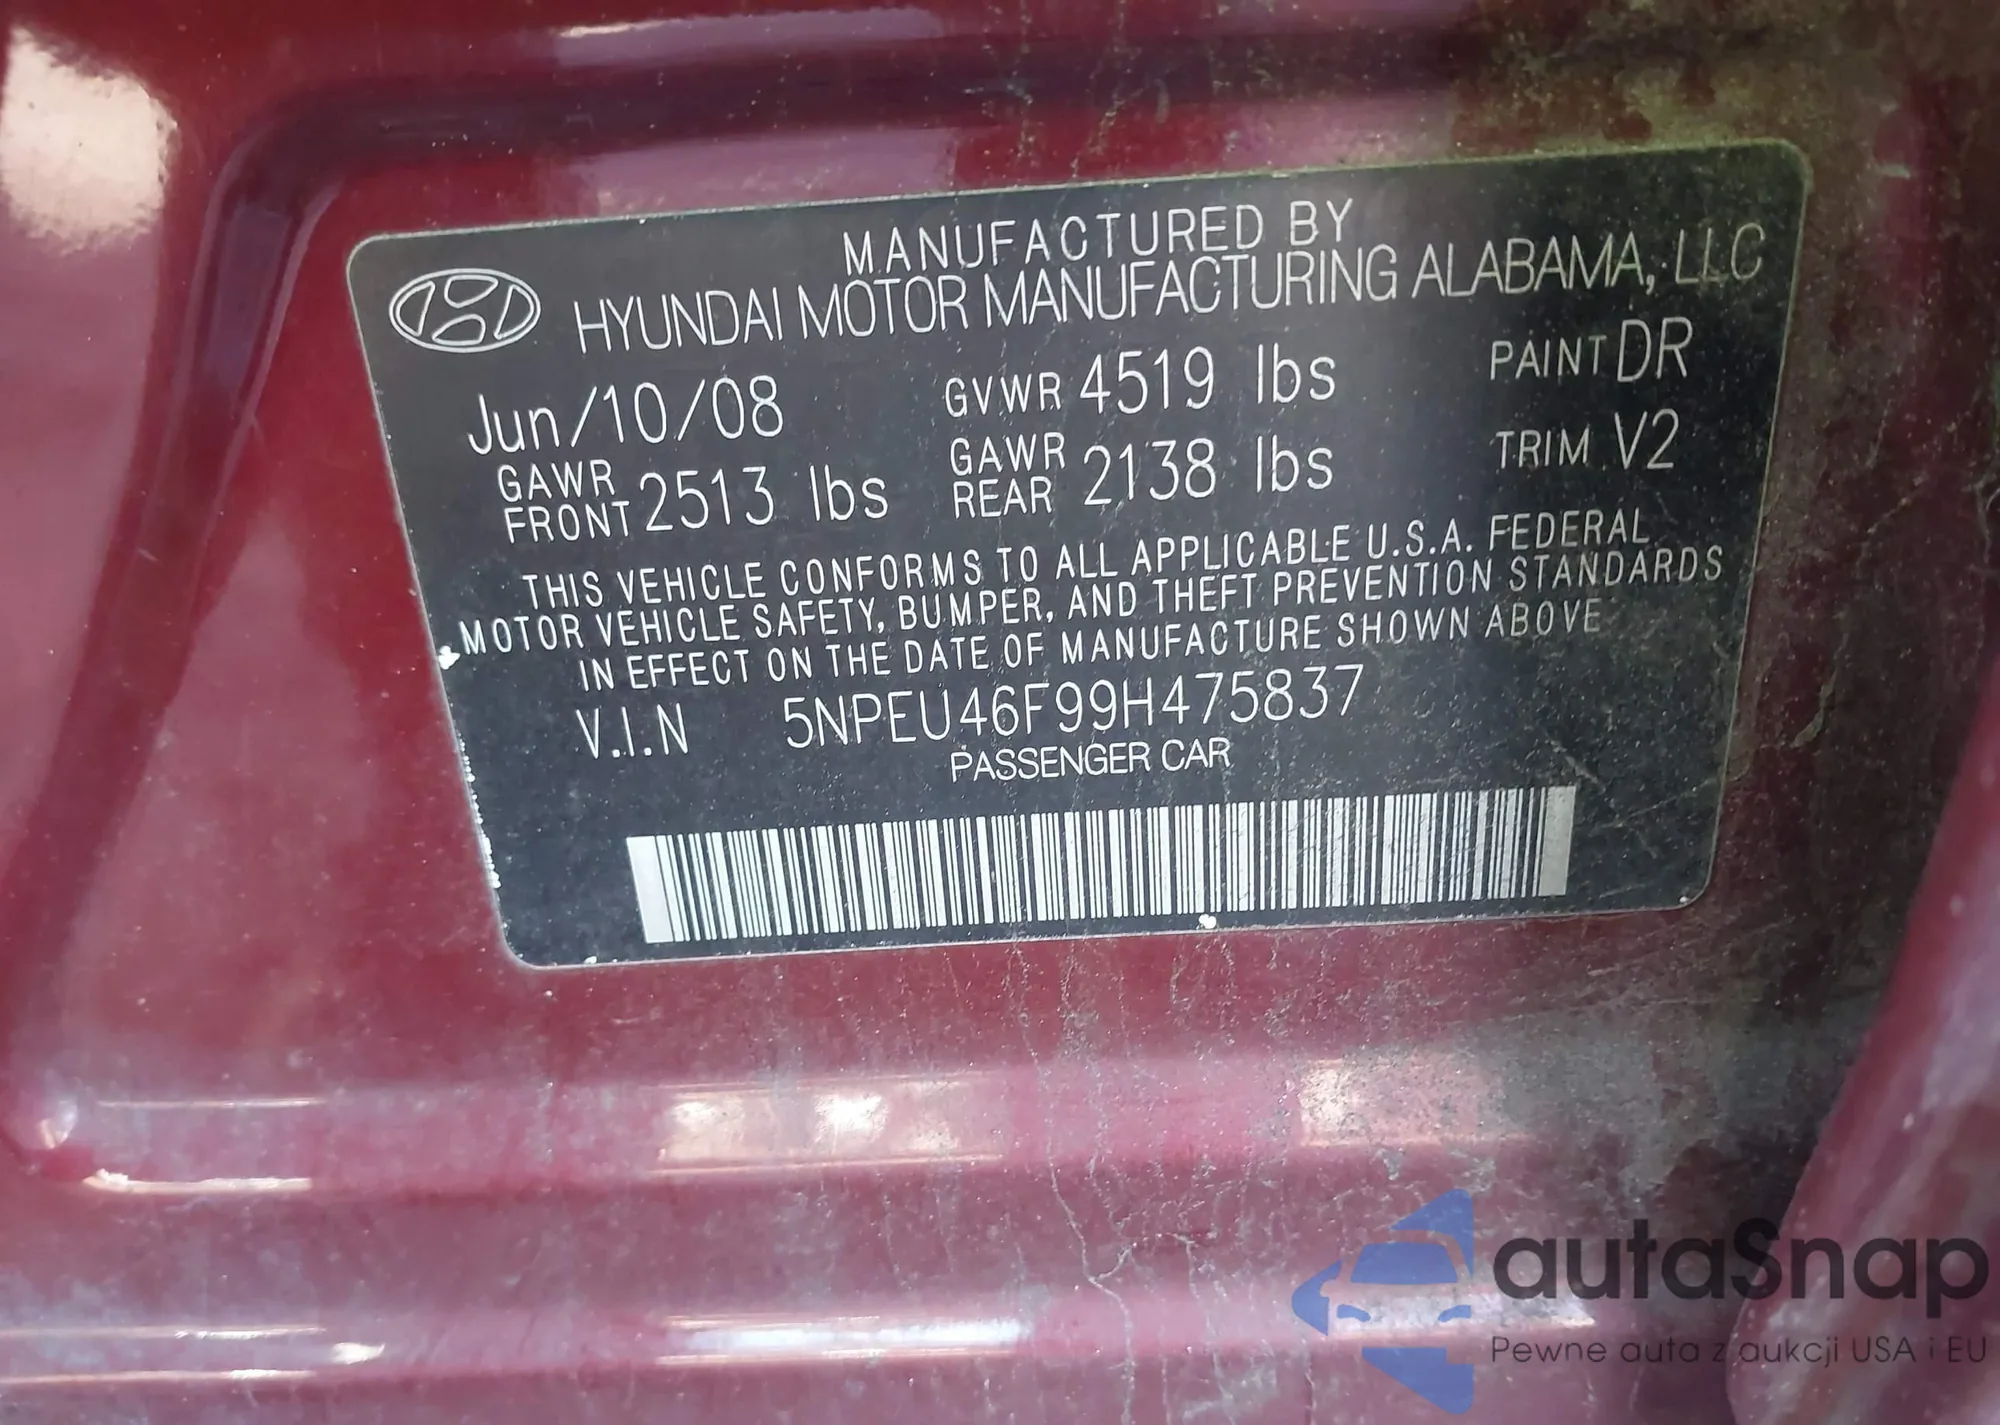 MANUFACTURED BY
HYUNDAI MOTOR MANUFACTURING ALABAMA, LLC
Jun/10/08 GVWR 4519 lbs PAINT DR
GAWR FRONT 2513 lbs GAWR REAR 2138 lbs TRIM V2
THIS VEHICLE CONFORMS TO ALL APPLICABLE U.S.A. FEDERAL
MOTOR VEHICLE SAFETY, BUMPER, AND THEFT PREVENTION STANDARDS
IN EFFECT ON THE DATE OF MANUFACTURE SHOWN ABOVE
V.I.N 5NPEU46F99H475837
PASSENGER CAR
autaSnap
Pewne auta z aukcji USA i EU